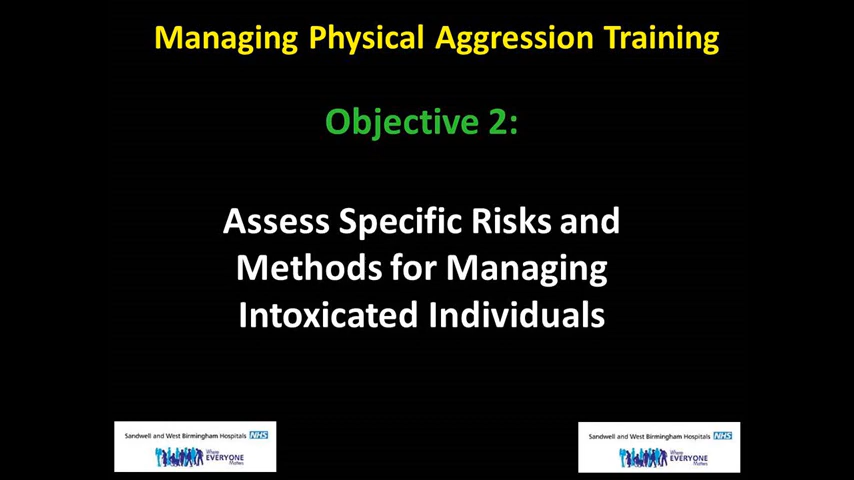 Managing Physical Aggression Training
Objective 2:
Assess Specific Risks and
Methods for Managing
Intoxicated Individuals
Sandwell and West Birmingham Hospitals NHS
Where
EVERYONE
Matters
Sandwell and West Birmingham Hospitals NHS
Where
EVERYONE
Matters